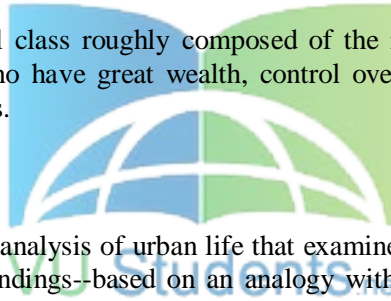 l class roughly composed of the
ho have great wealth, control over
s.
analysis of urban life that examine
ndings--based on an analogy with
VU Students